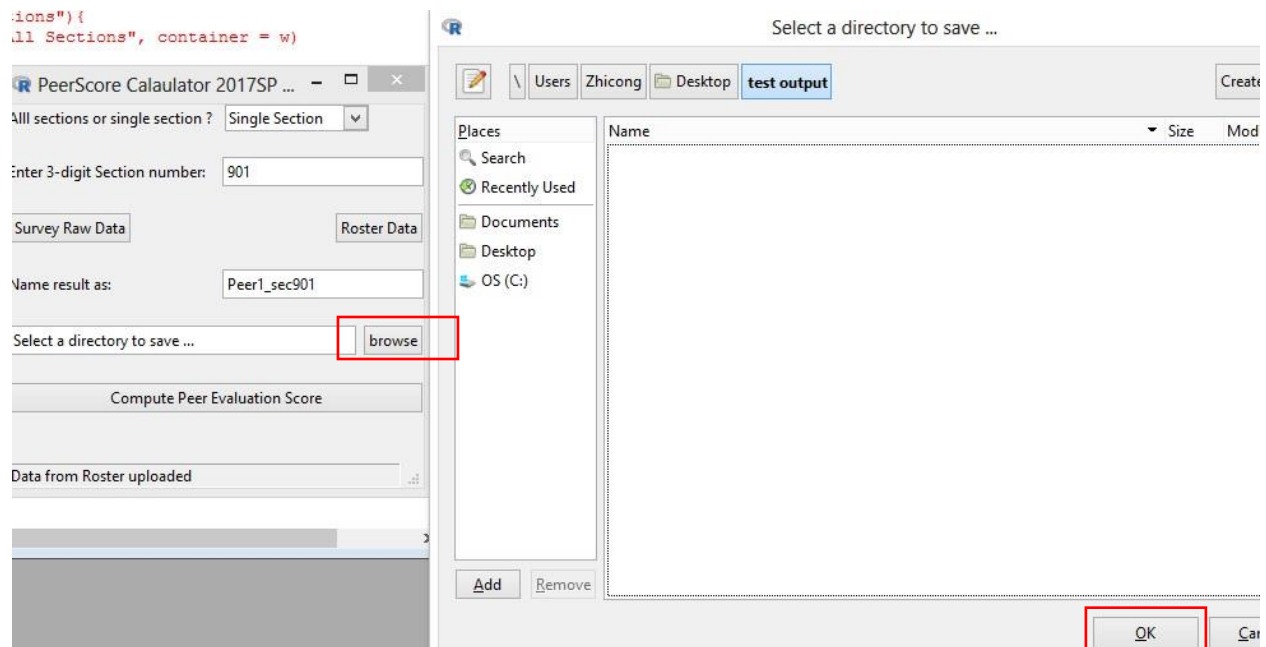 ions"){
ll Sections", container = w)
PeerScore Calaulator 2017SP ...
Alll sections or single section ? Single Section
Enter 3-digit Section number: 901
Survey Raw Data Roster Data
Name result as: Peer1_sec901
Select a directory to save ... browse
Compute Peer Evaluation Score
Data from Roster uploaded
Select a directory to save ...
\ Users Zhicong Desktop test output Create
Places Name Size Mod
Search
Recently Used
Documents
Desktop
OS (C:)
Add Remove
OK Car